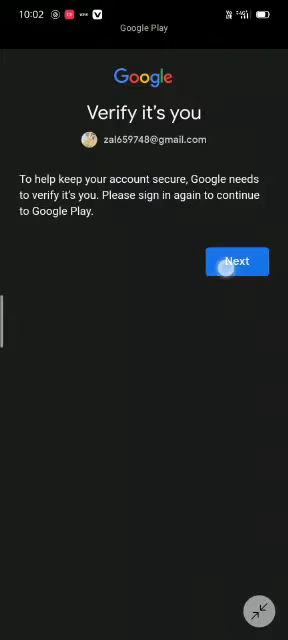 10:02
Google Play
Google
Verify it's you
zal659748@gmail.com
To help keep your account secure, Google needs
to verify it's you. Please sign in again to continue
to Google Play.
Next